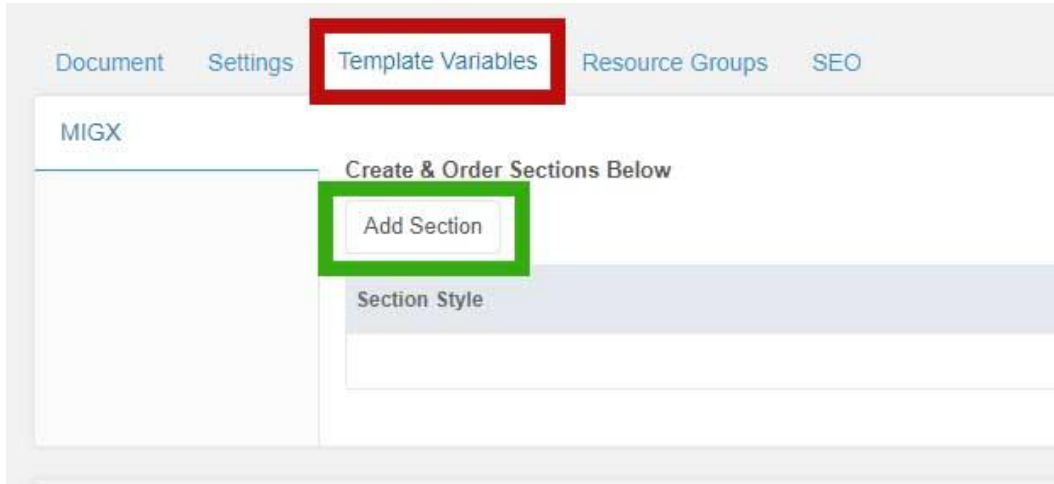 Document Settings Template Variables Resource Groups SEO
MIGX
Create & Order Sections Below
Add Section
Section Style